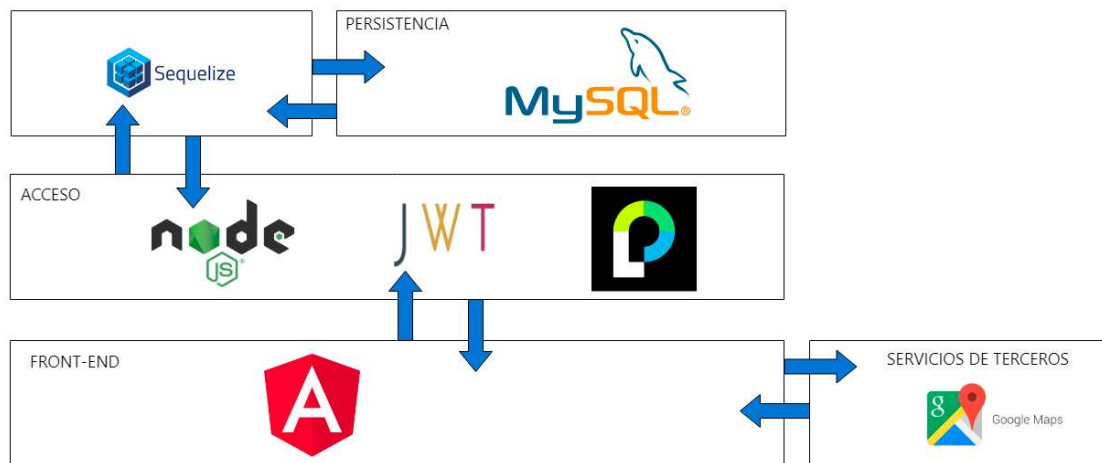 PERSISTENCIA
Sequelize
MySQL®
ACCESO
node
JS®
JWT
FRONT-END
A
SERVICIOS DE TERCEROS
g
Google Maps